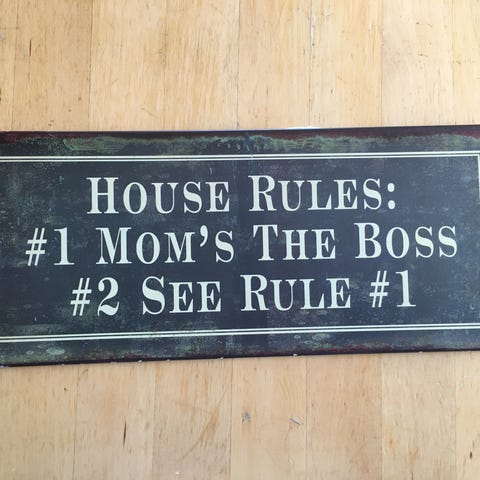 HOUSE RULES:
#1 MOM'S THE BOSS
#2 SEE RULE #1